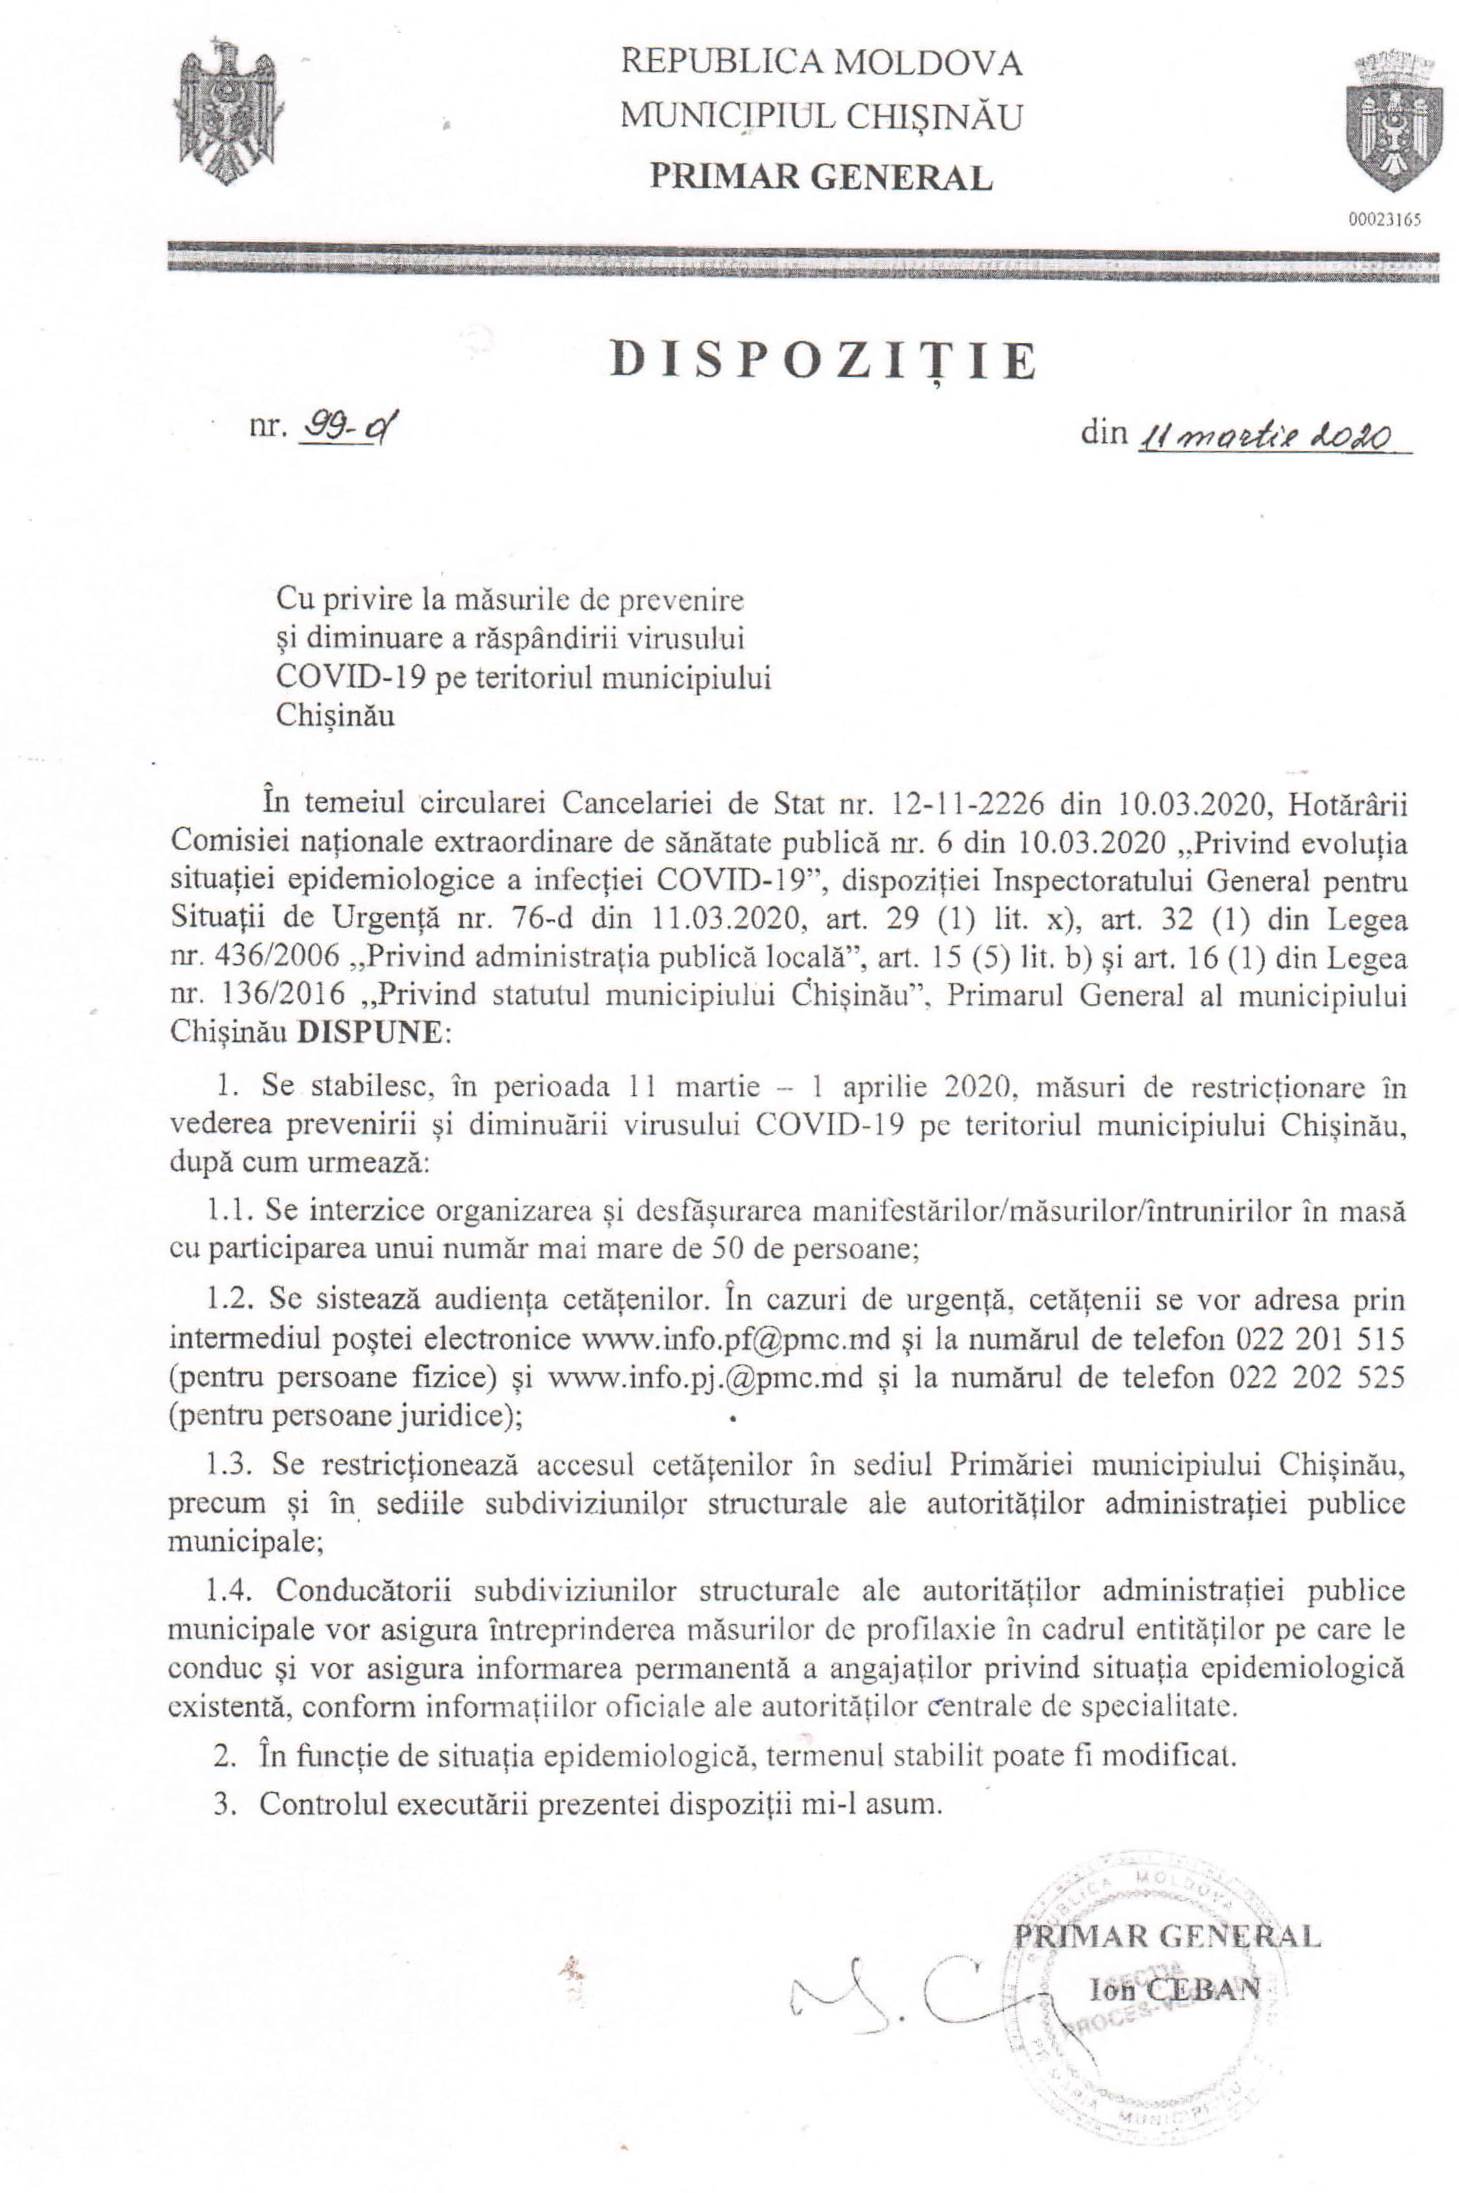 REPUBLICA MOLDOVA
MUNICIPIUL CHIȘINĂU
PRIMAR GENERAL
00023165
DISPOZIȚIE
nr. 99-d din 11 martie 2020
Cu privire la măsurile de prevenire
și diminuare a răspândirii virusului
COVID-19 pe teritoriul municipiului
Chișinău
În temeiul circularei Cancelariei de Stat nr. 12-11-2226 din 10.03.2020, Hotărârii
Comisiei naționale extraordinare de sănătate publică nr. 6 din 10.03.2020 „Privind evoluția
situației epidemiologice a infecției COVID-19”, dispoziției Inspectoratului General pentru
Situații de Urgență nr. 76-d din 11.03.2020, art. 29 (1) lit. x), art. 32 (1) din Legea
nr. 436/2006 „Privind administrația publică locală”, art. 15 (5) lit. b) și art. 16 (1) din Legea
nr. 136/2016 „Privind statutul municipiului Chișinău”, Primarul General al municipiului
Chișinău DISPUNE:
1. Se stabilesc, în perioada 11 martie – 1 aprilie 2020, măsuri de restricționare în
vederea prevenirii și diminuării virusului COVID-19 pe teritoriul municipiului Chișinău,
după cum urmează:
1.1. Se interzice organizarea și desfășurarea manifestărilor/măsurilor/întrunirilor în masă
cu participarea unui număr mai mare de 50 de persoane;
1.2. Se sistează audiența cetățenilor. În cazuri de urgență, cetățenii se vor adresa prin
intermediul poștei electronice www.info.pf@pmc.md și la numărul de telefon 022 201 515
(pentru persoane fizice) și www.info.pj.@pmc.md și la numărul de telefon 022 202 525
(pentru persoane juridice);
1.3. Se restricționează accesul cetățenilor în sediul Primăriei municipiului Chișinău,
precum și în sediile subdiviziunilor structurale ale autorităților administrației publice
municipale;
1.4. Conducătorii subdiviziunilor structurale ale autorităților administrației publice
municipale vor asigura întreprinderea măsurilor de profilaxie în cadrul entităților pe care le
conduc și vor asigura informarea permanentă a angajaților privind situația epidemiologică
existentă, conform informațiilor oficiale ale autorităților centrale de specialitate.
2. În funcție de situația epidemiologică, termenul stabilit poate fi modificat.
3. Controlul executării prezentei dispoziții mi-l asum.
PRIMAR GENERAL
Ion CEBAN
REPUBLICA MOLDOVA
SECȚIA